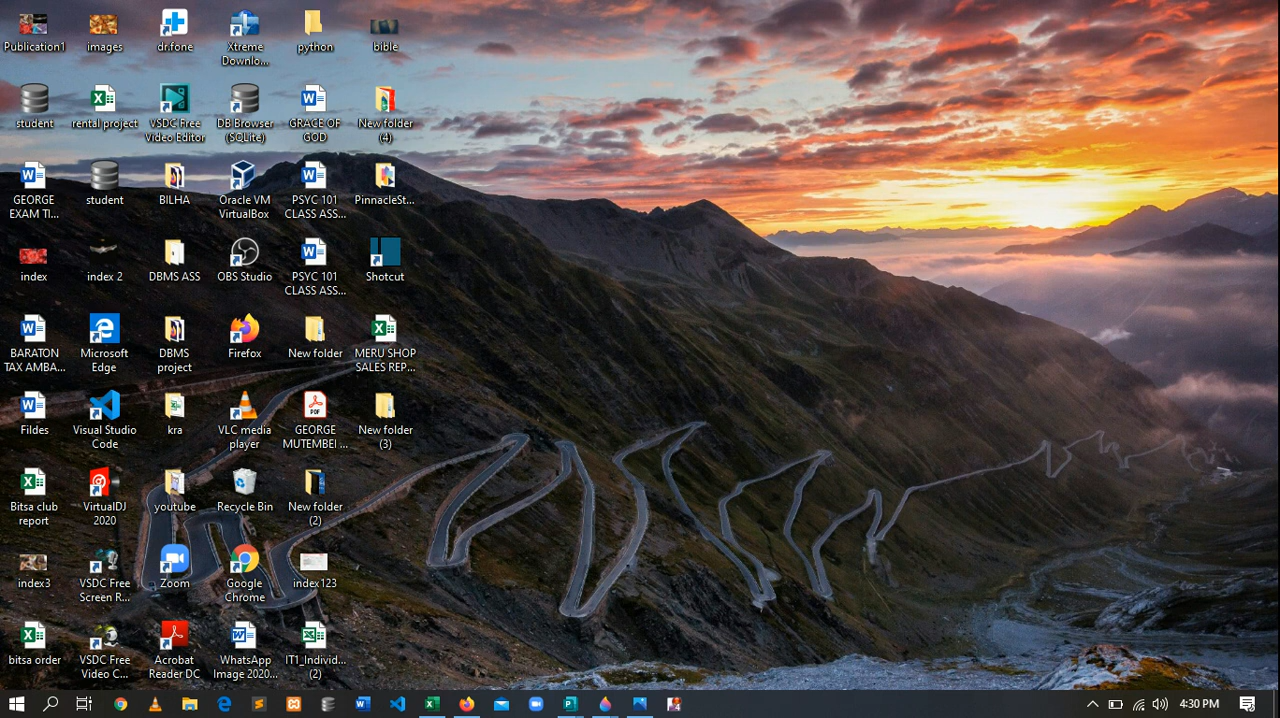 Publication1
images
dr.fone
Xtreme
Downlo...
python
bible
student
rental project
VSDC Free
Video Editor
DB Browser
(SQLite)
GRACE OF
GOD
New folder
(4)
GEORGE
EXAM TI...
student
BILHA
Oracle VM
VirtualBox
PSYC 101
CLASS ASS...
PinnacleSt...
index
index 2
DBMS ASS
OBS Studio
PSYC 101
CLASS ASS...
Shotcut
BARATON
TAX AMBA...
Microsoft
Edge
DBMS
project
Firefox
New folder
MERU SHOP
SALES REP...
Fildes
Visual Studio
Code
kra
VLC media
player
GEORGE
MUTEMBEI ...
New folder
(3)
Bitsa club
report
VirtualDJ
2020
youtube
Recycle Bin
New folder
(2)
index3
VSDC Free
Screen R...
Zoom
Google
Chrome
index123
bitsa order
VSDC Free
Video C...
Acrobat
Reader DC
WhatsApp
Image 2020...
IT1_Individ...
(2)
4:30 PM